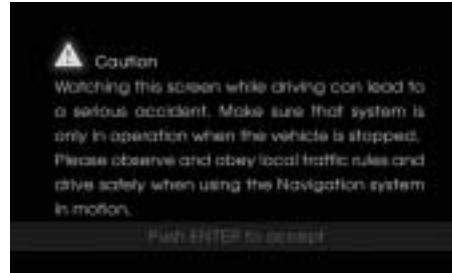 Caution
Watching this screen while driving can lead to
a serious accident. Make sure that system is
only in operation when the vehicle is stopped.
Please observe and obey local traffic rules and
drive safely when using the Navigation system
in motion.
Push ENTER to accept